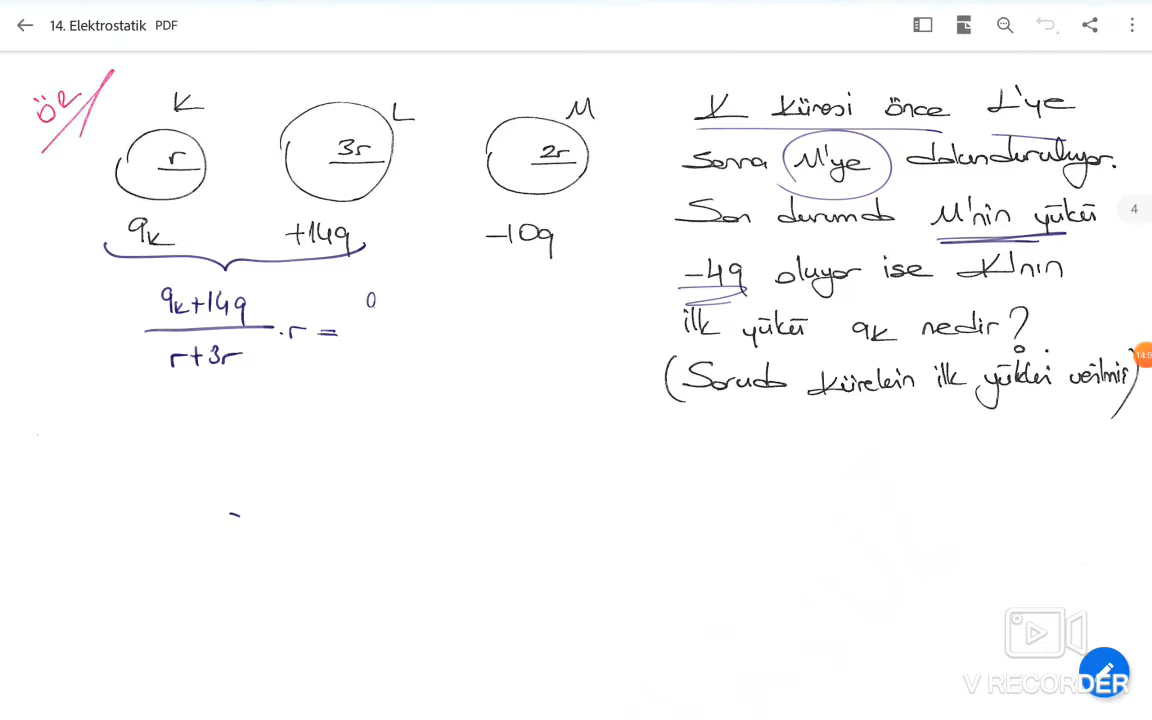 14. Elektrostatik PDF
ÖR
K
L
M
r
3r
2r
qk
+14q
-10q
qk+14q
r+3r
.r =
q
=
K küresi önce L'ye
Sonra M'ye dokunduruluyor.
Son durumda M'nin yükü
-4q oluyor ise K'nın
ilk yükü qk nedir?
(Soruda kürelerin ilk yükleri verilmiş)
4
V RECORDER